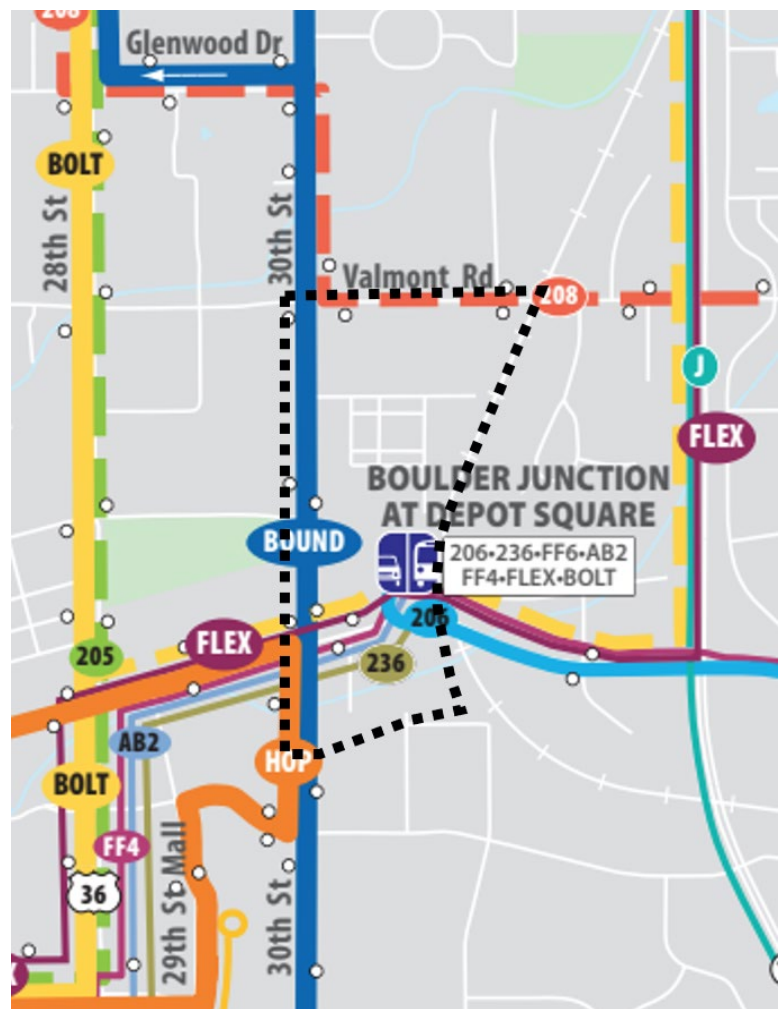 208
Glenwood Dr
BOLT
28th St
30th St
Valmont Rd
208
J
FLEX
BOULDER JUNCTION
AT DEPOT SQUARE
BOUND
206•236•FF6•AB2
FF4•FLEX•BOLT
206
FLEX
205
236
AB2
HOP
BOLT
FF4
36
29th St Mall
30th St
X